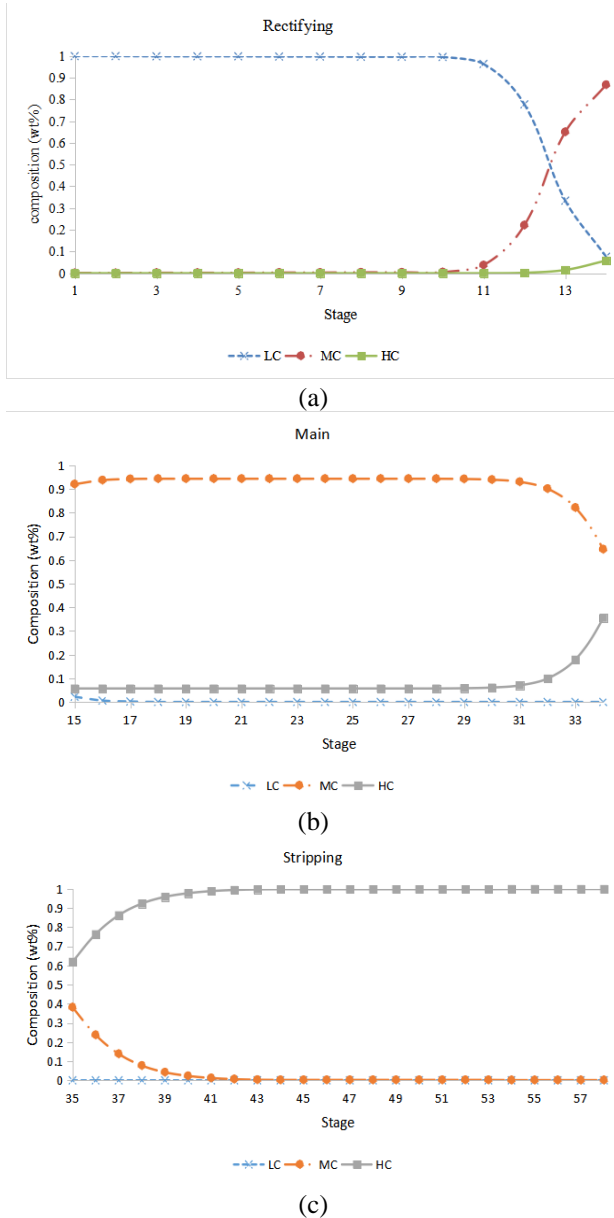 Rectifying
1
0.9
0.8
0.7
0.6
0.5
0.4
0.3
0.2
0.1
0
composition (wt%)
1 3 5 7 9 11 13
Stage
LC MC HC
(a)
Main
1
0.9
0.8
0.7
0.6
0.5
0.4
0.3
0.2
0.1
0
Composition (wt%)
15 17 19 21 23 25 27 29 31 33
Stage
LC MC HC
(b)
Stripping
1
0.9
0.8
0.7
0.6
0.5
0.4
0.3
0.2
0.1
0
Composition (wt%)
35 37 39 41 43 45 47 49 51 53 55 57
Stage
LC MC HC
(c)